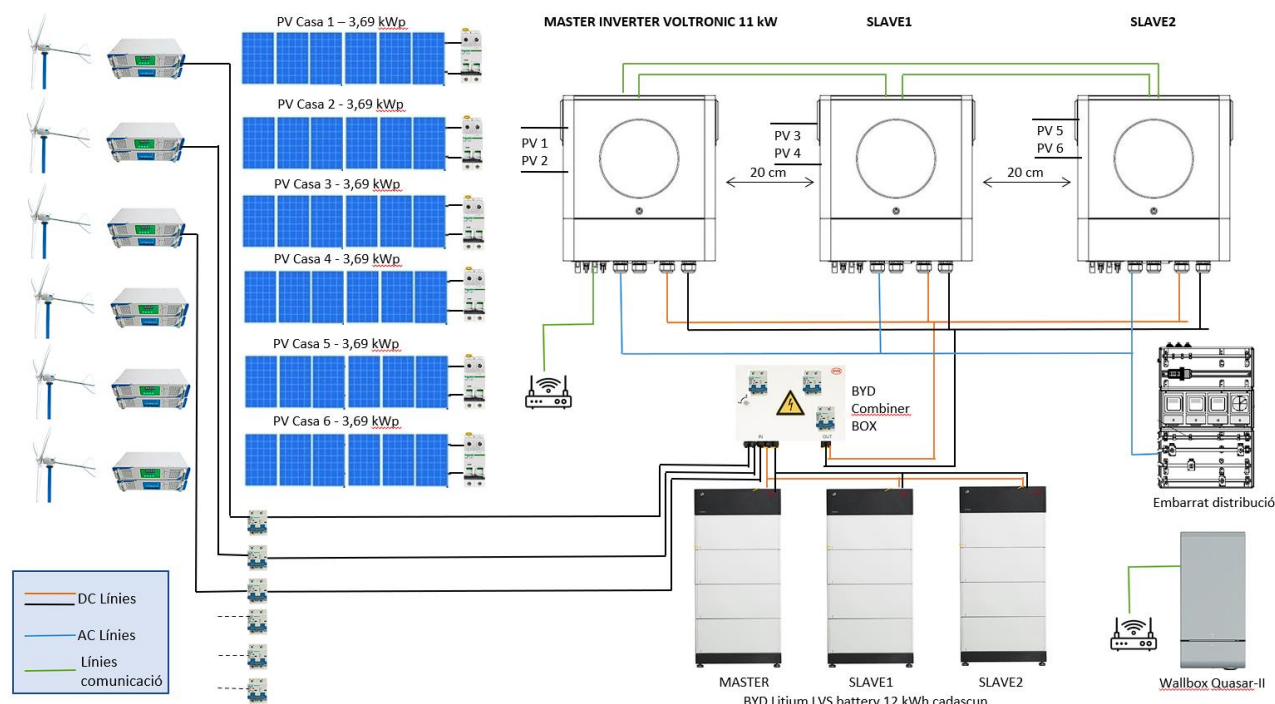 PV Casa 1 – 3,69 kWp
MASTER INVERTER VOLTRONIC 11 kW
SLAVE1
SLAVE2
PV Casa 2 - 3,69 kWp
PV 1
PV 2
PV 3
PV 4
PV 5
PV 6
20 cm
20 cm
PV Casa 3 - 3,69 kWp
PV Casa 4 - 3,69 kWp
PV Casa 5 - 3,69 kWp
PV Casa 6 - 3,69 kWp
BYD
Combiner
BOX
IN
OUT
Embarrat distribució
DC Línies
AC Línies
Línies
comunicació
MASTER
SLAVE1
SLAVE2
BYD Litium LVS battery 12 kWh cadascun
Wallbox Quasar-II